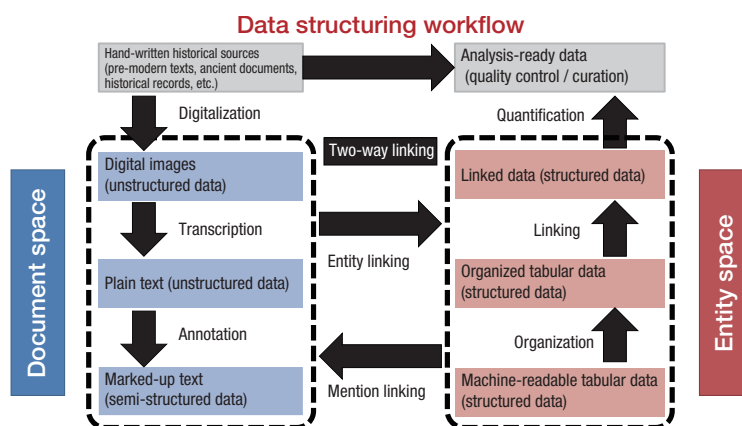 Data structuring workflow
Hand-written historical sources
(pre-modern texts, ancient documents,
historical records, etc.)
Analysis-ready data
(quality control / curation)
Digitalization
Quantification
Document space
Digital images
(unstructured data)
Two-way linking
Linked data (structured data)
Transcription
Entity linking
Linking
Plain text (unstructured data)
Organized tabular data
(structured data)
Annotation
Organization
Marked-up text
(semi-structured data)
Mention linking
Machine-readable tabular data
(structured data)
Entity space